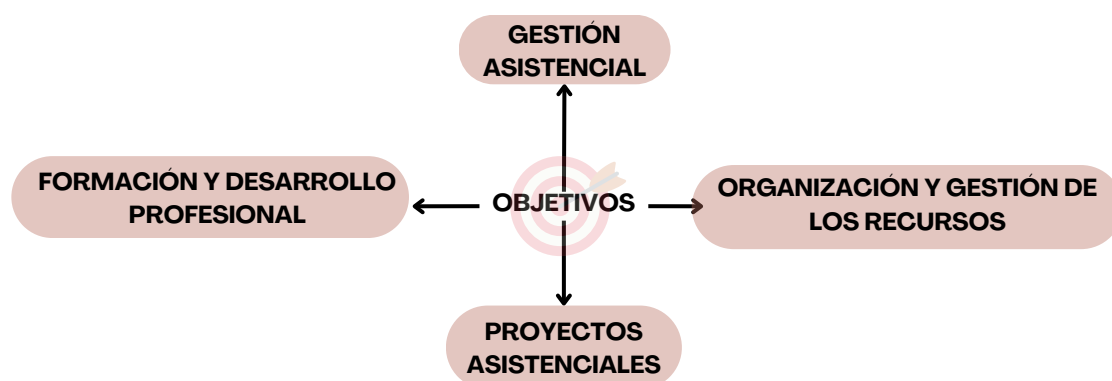 GESTIÓN
ASISTENCIAL
FORMACIÓN Y DESARROLLO
PROFESIONAL
OBJETIVOS
ORGANIZACIÓN Y GESTIÓN DE
LOS RECURSOS
PROYECTOS
ASISTENCIALES